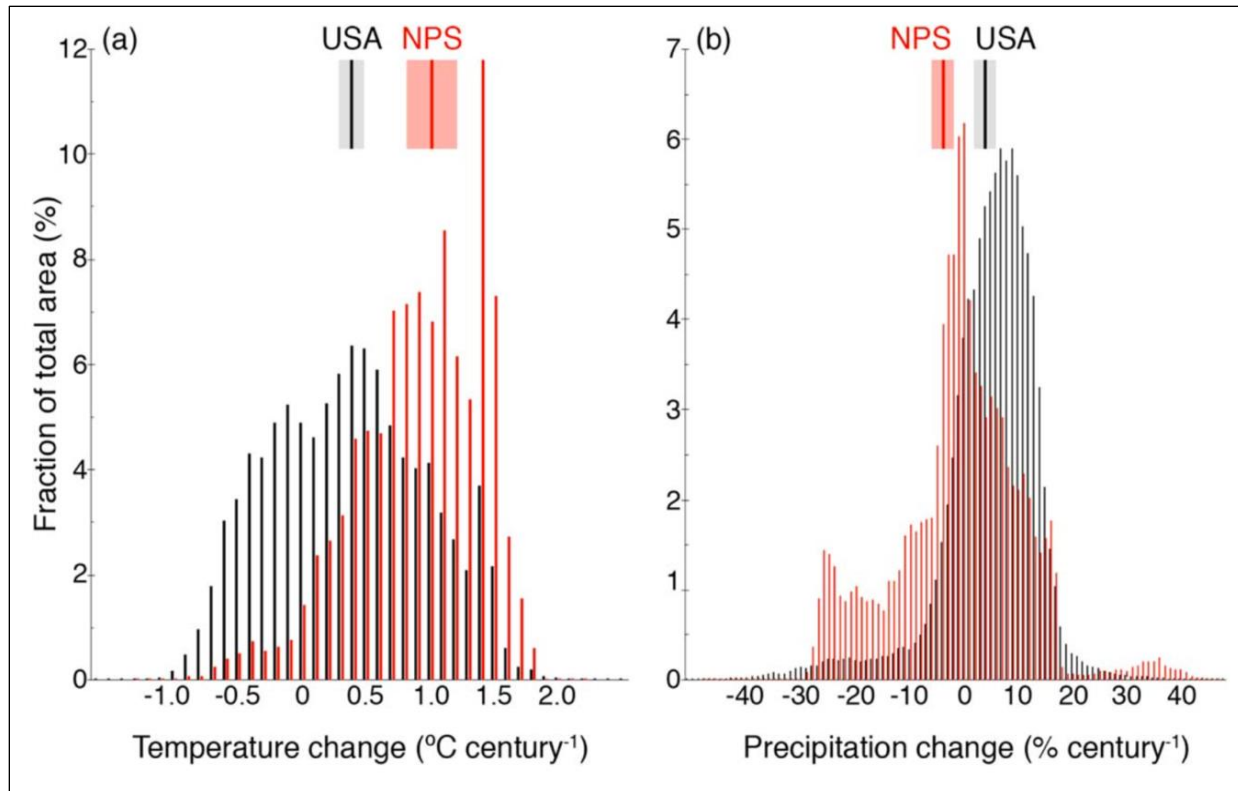 (a) USA NPS
12
10
8
6
4
2
0
Fraction of total area (%)
-1.0 -0.5 0 0.5 1.0 1.5 2.0
Temperature change (ºC century-1)
(b) NPS USA
7
6
5
4
3
2
1
0
-40 -20 -10 0 10 20 30 40
Precipitation change (% century-1)